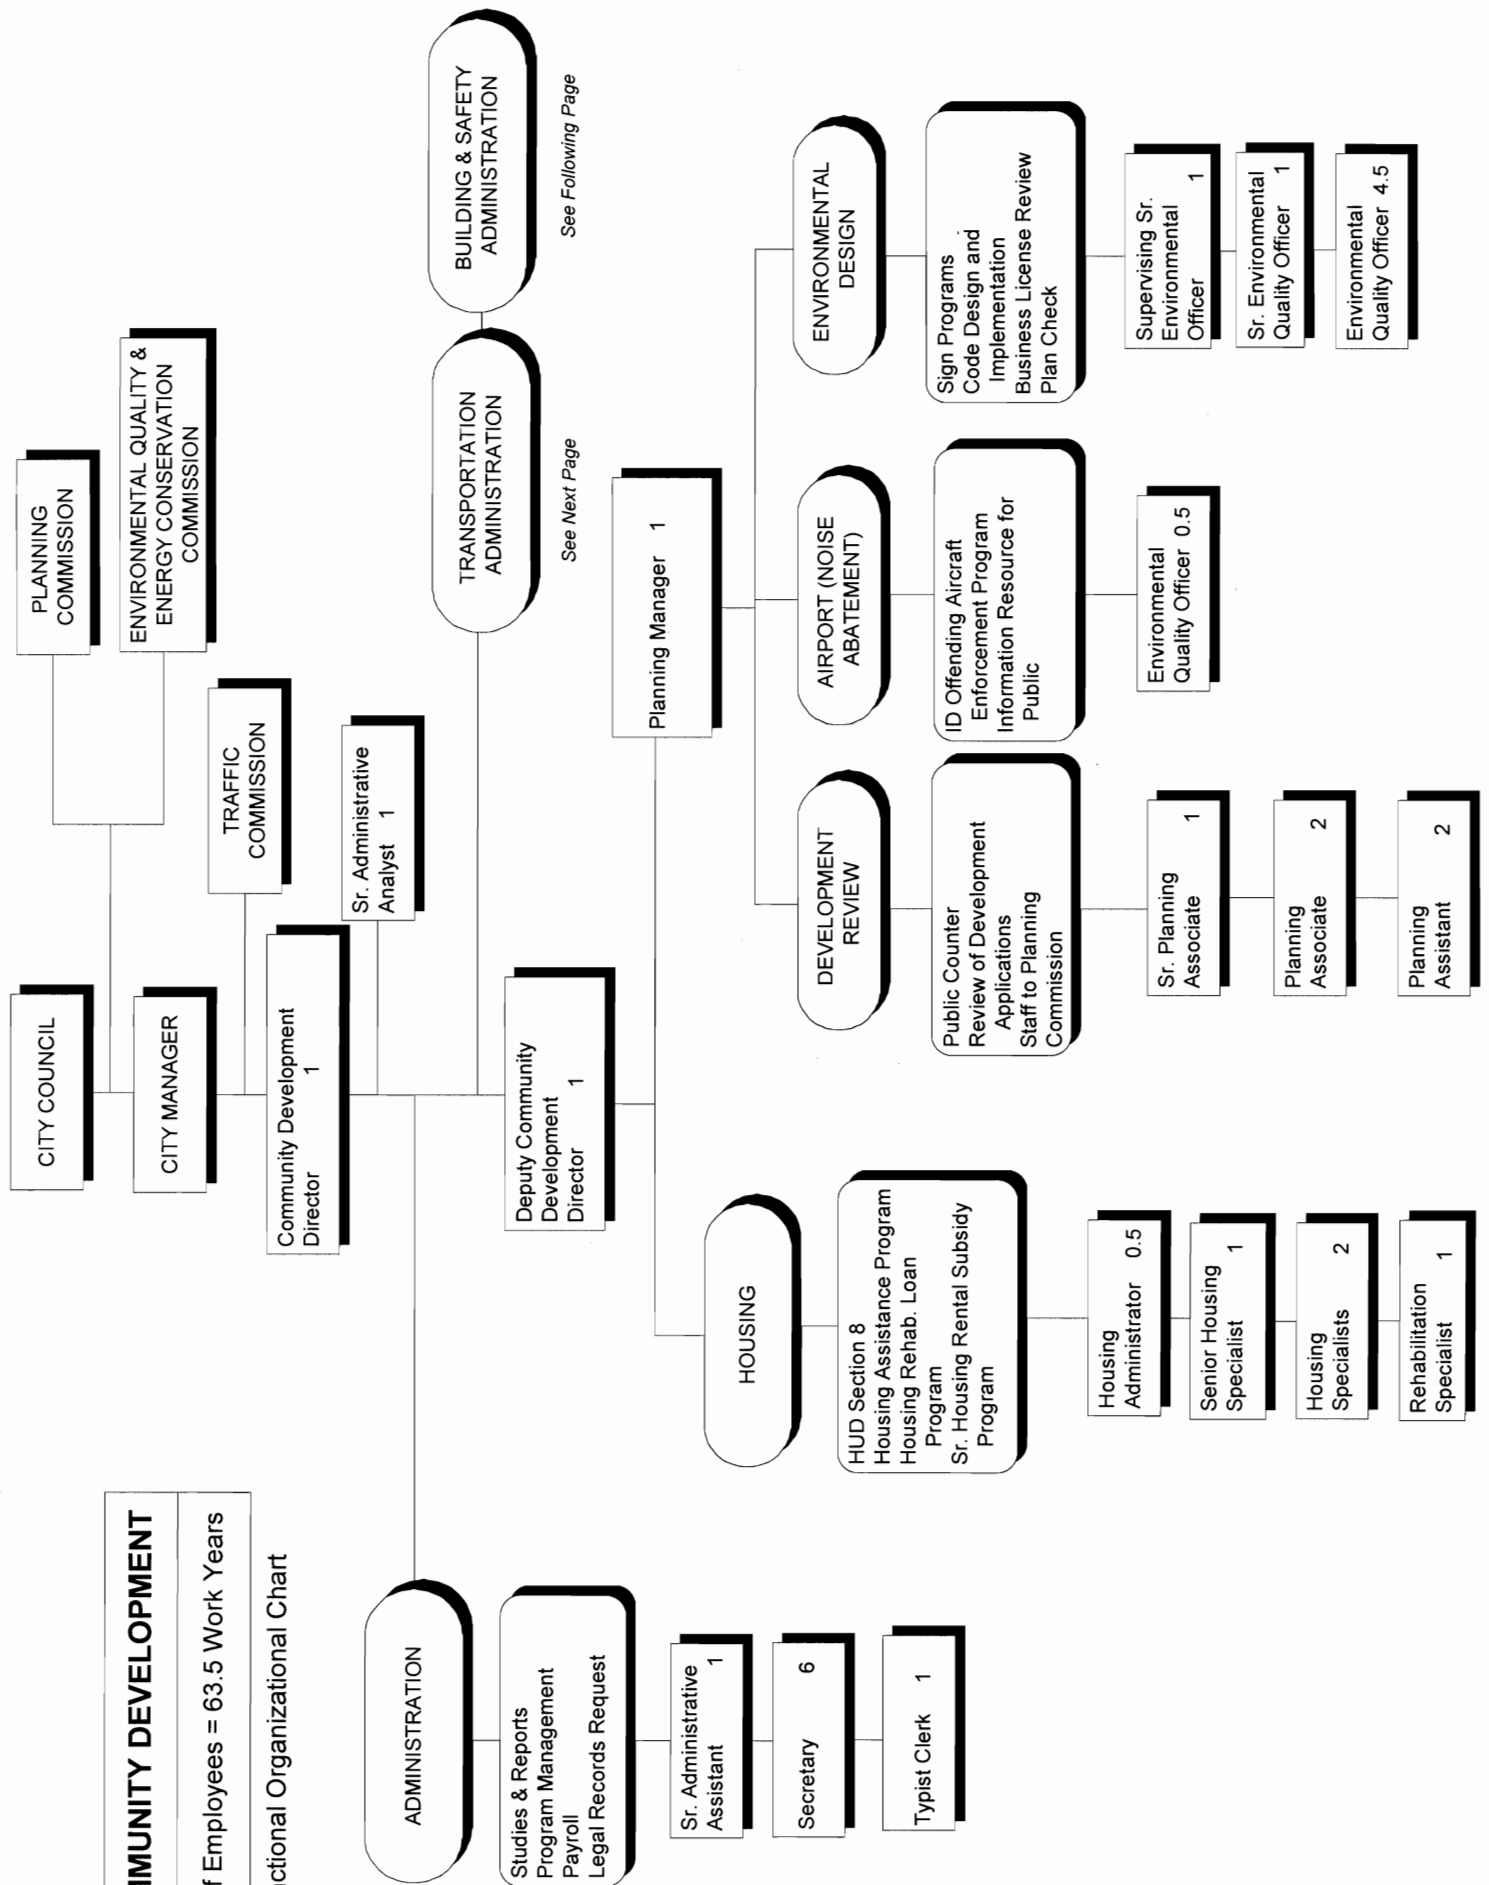 MMUNITY DEVELOPMENT
f Employees = 63.5 Work Years
ctional Organizational Chart
CITY COUNCIL
PLANNING
COMMISSION
ENVIRONMENTAL QUALITY &
ENERGY CONSERVATION
COMMISSION
CITY MANAGER
TRAFFIC
COMMISSION
Community Development
Director 1
Sr. Administrative
Analyst 1
ADMINISTRATION
Studies & Reports
Program Management
Payroll
Legal Records Request
Sr. Administrative
Assistant 1
Secretary 6
Typist Clerk 1
TRANSPORTATION
ADMINISTRATION
See Next Page
BUILDING & SAFETY
ADMINISTRATION
See Following Page
Deputy Community
Development
Director 1
HOUSING
HUD Section 8
Housing Assistance Program
Housing Rehab. Loan
Program
Sr. Housing Rental Subsidy
Program
Housing
Administrator 0.5
Senior Housing
Specialist 1
Housing
Specialists 2
Rehabilitation
Specialist 1
Planning Manager 1
DEVELOPMENT
REVIEW
Public Counter
Review of Development
Applications
Staff to Planning
Commission
Sr. Planning
Associate 1
Planning
Associate 2
Planning
Assistant 2
AIRPORT (NOISE
ABATEMENT)
ID Offending Aircraft
Enforcement Program
Information Resource for
Public
Environmental
Quality Officer 0.5
ENVIRONMENTAL
DESIGN
Sign Programs
Code Design and
Implementation
Business License Review
Plan Check
Supervising Sr.
Environmental
Officer 1
Sr. Environmental
Quality Officer 1
Environmental
Quality Officer 4.5